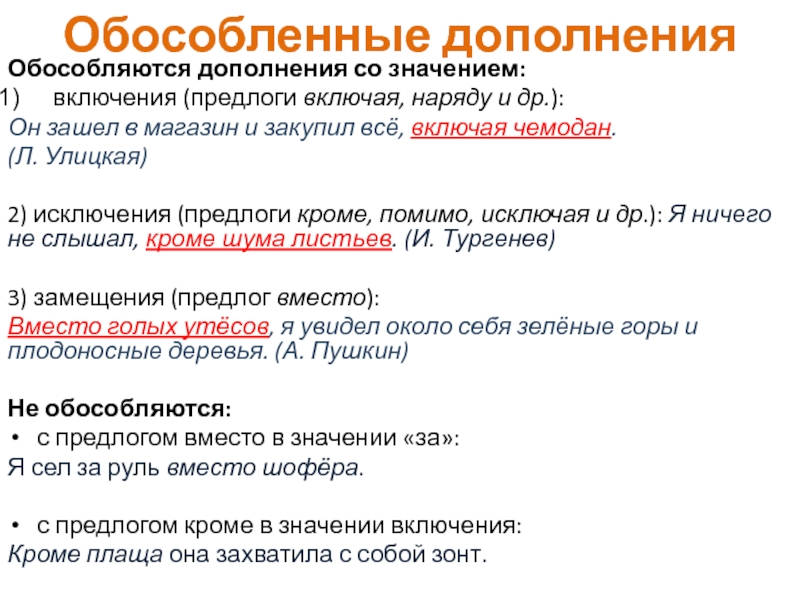 Обособленные дополнения
Обособляются дополнения со значением:
1) включения (предлоги включая, наряду и др.):
Он зашел в магазин и закупил всё, включая чемодан.
(Л. Улицкая)
2) исключения (предлоги кроме, помимо, исключая и др.): Я ничего
не слышал, кроме шума листьев. (И. Тургенев)
3) замещения (предлог вместо):
Вместо голых утёсов, я увидел около себя зелёные горы и
плодоносные деревья. (А. Пушкин)
Не обособляются:
• с предлогом вместо в значении «за»:
Я сел за руль вместо шофёра.
• с предлогом кроме в значении включения:
Кроме плаща она захватила с собой зонт.